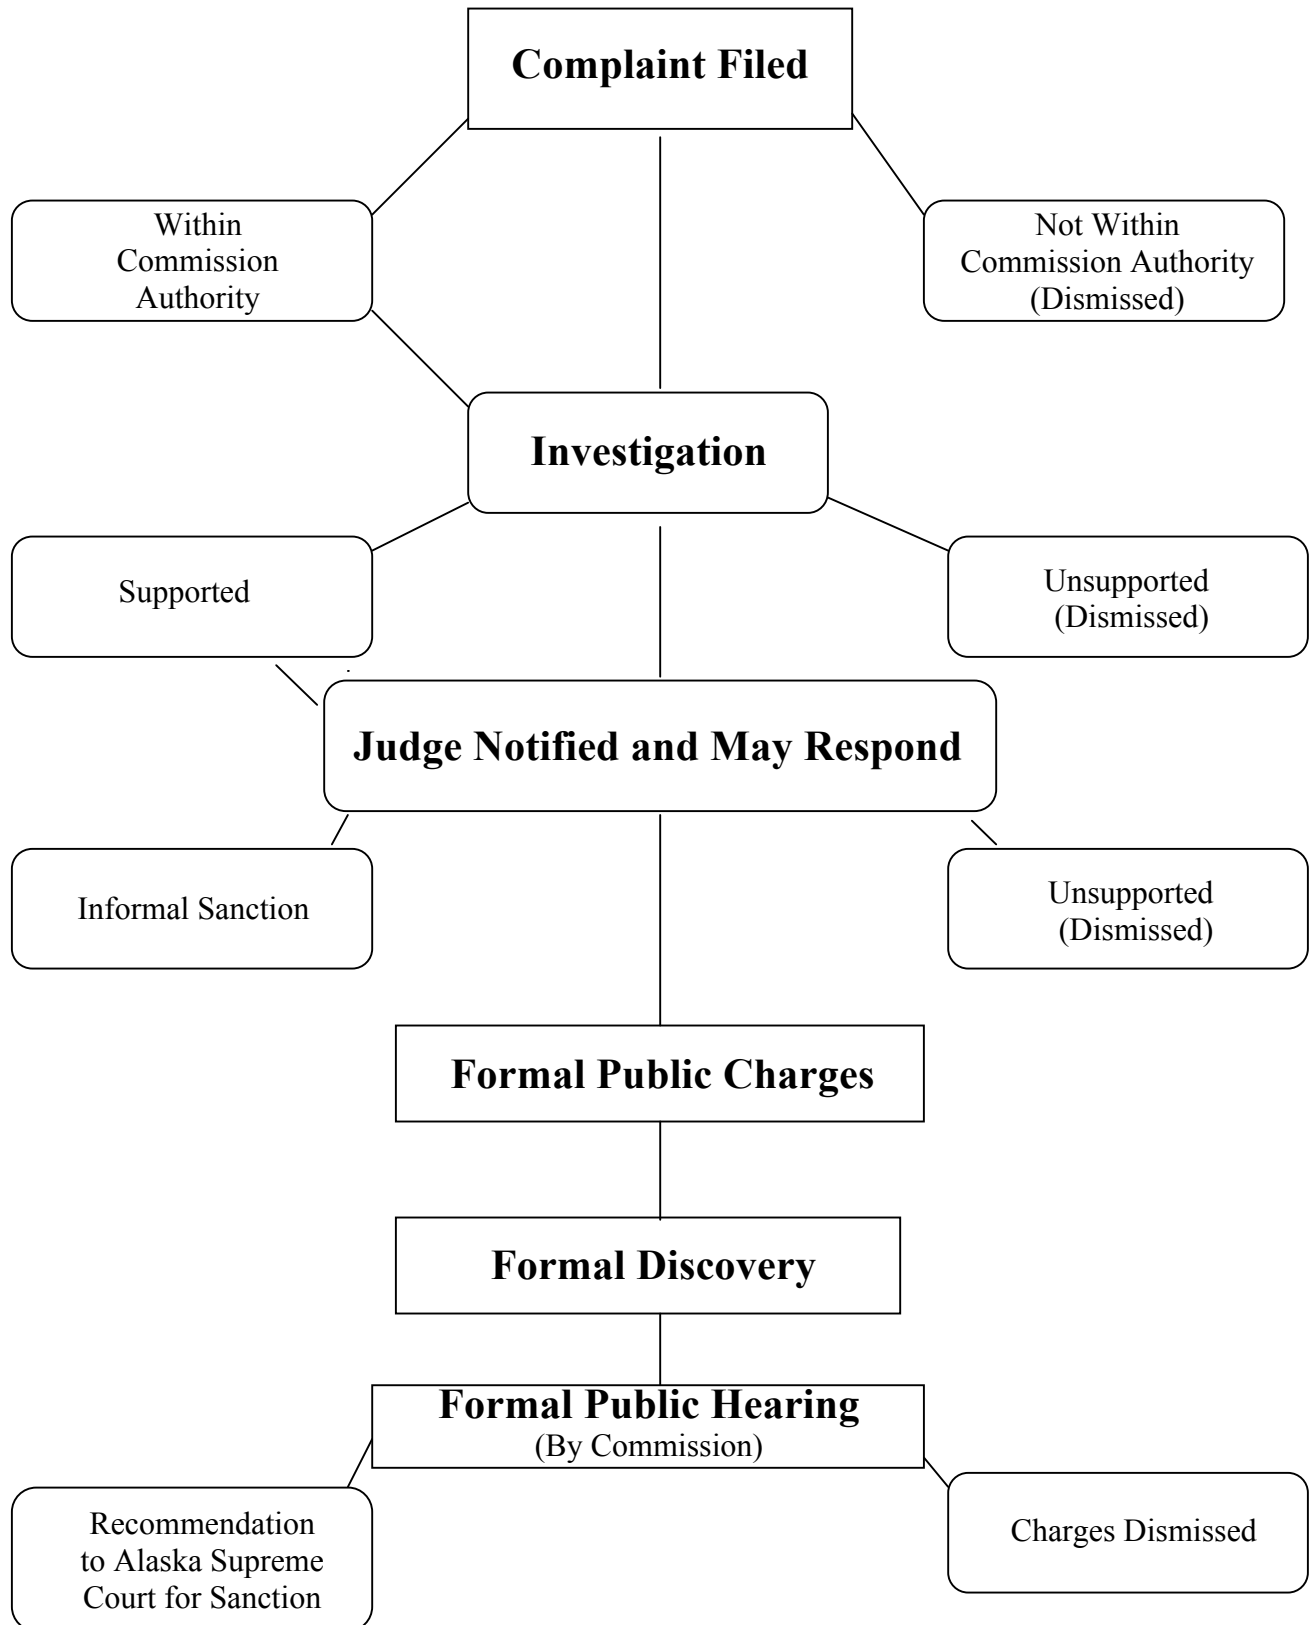 Complaint Filed
Within
Commission
Authority
Not Within
Commission Authority
(Dismissed)
Investigation
Supported
Unsupported
(Dismissed)
Judge Notified and May Respond
Informal Sanction
Unsupported
(Dismissed)
Formal Public Charges
Formal Discovery
Formal Public Hearing
(By Commission)
Recommendation
to Alaska Supreme
Court for Sanction
Charges Dismissed